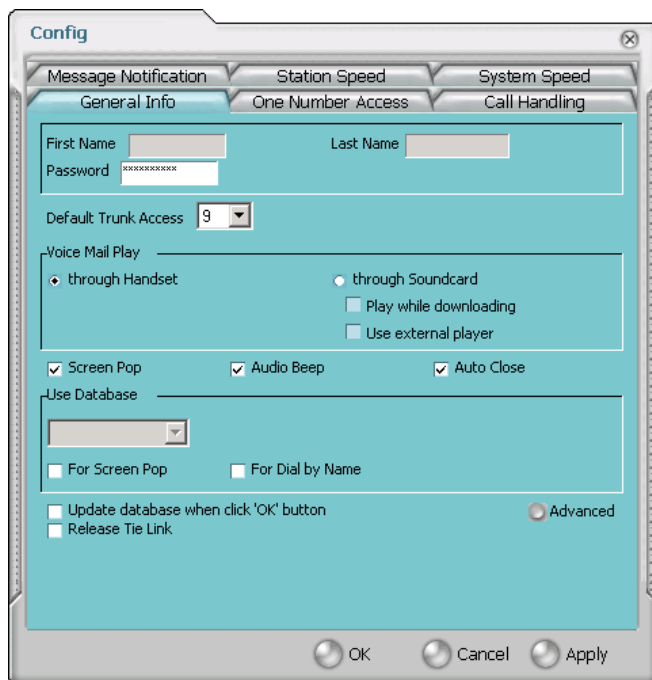 Config
Message Notification Station Speed System Speed
General Info One Number Access Call Handling
First Name Last Name
Password xxxxxxxxxx
Default Trunk Access 9
Voice Mail Play
through Handset through Soundcard
Play while downloading
Use external player
Screen Pop Audio Beep Auto Close
Use Database
For Screen Pop For Dial by Name
Update database when click 'OK' button Advanced
Release Tie Link
OK Cancel Apply